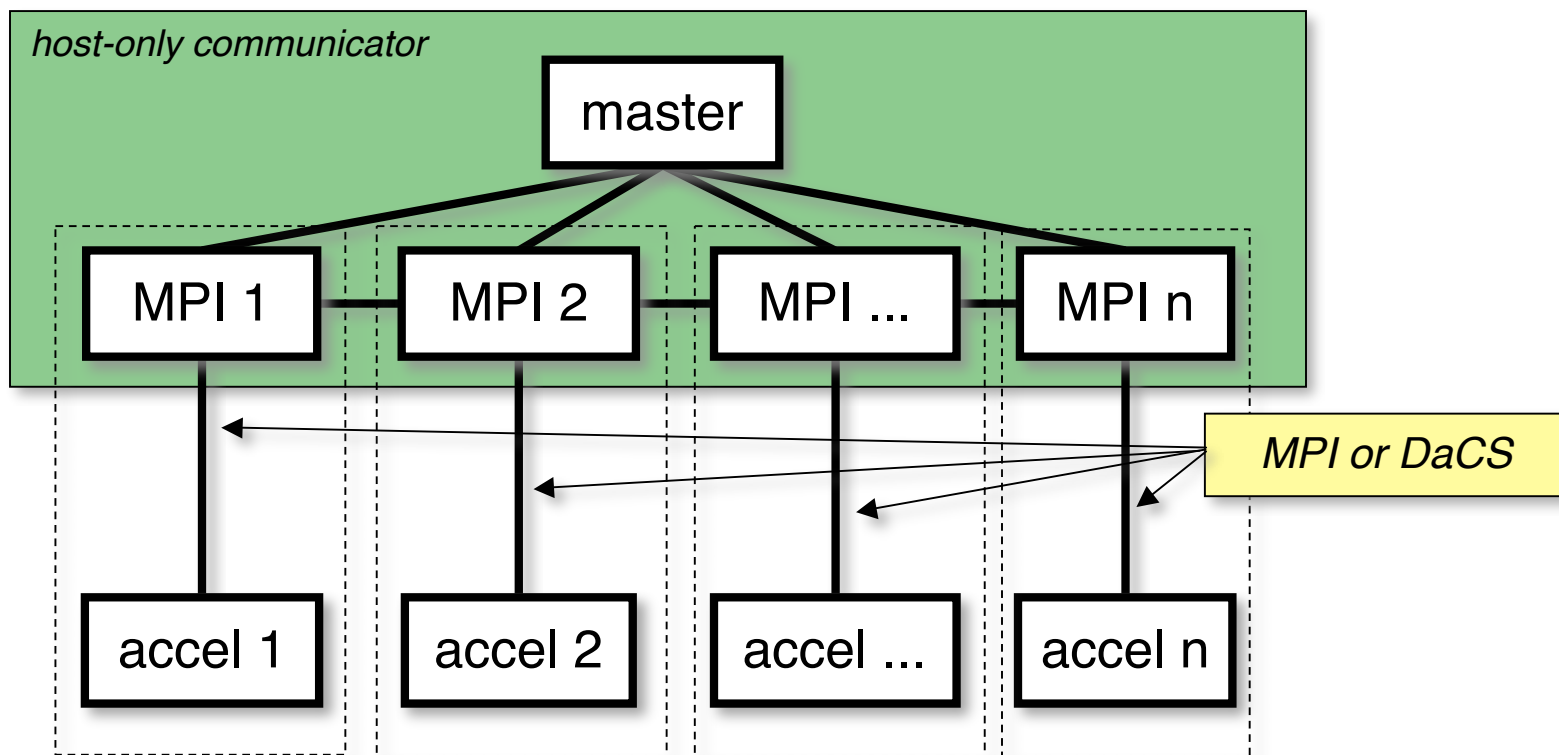 host-only communicator
master
MPI 1
MPI 2
MPI ...
MPI n
MPI or DaCS
accel 1
accel 2
accel ...
accel n